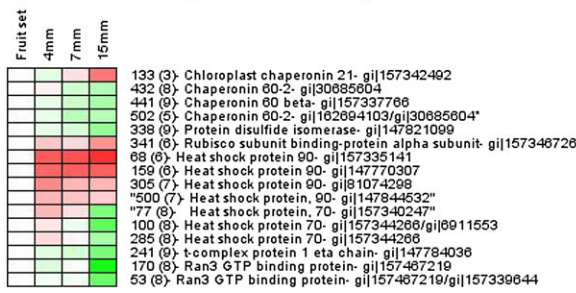 Fruit set
4mm
7mm
15mm
133 (3)- Chloroplast chaperonin 21- gi|157342492
432 (8)- Chaperonin 60-2- gi|30685604
441 (9)- Chaperonin 60 beta- gi|157337766
502 (5)- Chaperonin 60-2- gi|162694103/gi|30685604*
338 (9)- Protein disulfide isomerase- gi|147821099
341 (6)- Rubisco subunit binding-protein alpha subunit- gi|157346726
68 (6)- Heat shock protein 90- gi|157335141
159 (6)- Heat shock protein 90- gi|147770307
305 (7)- Heat shock protein 90- gi|81074298
"500 (7)- Heat shock protein, 90- gi|147844532"
"77 (8)- Heat shock protein, 70- gi|157340247"
100 (8)- Heat shock protein 70- gi|157344266/gi|6911553
285 (8)- Heat shock protein 70- gi|157344266
241 (9)- t-complex protein 1 eta chain- gi|147784036
170 (8)- Ran3 GTP binding protein- gi|157467219
53 (8)- Ran3 GTP binding protein- gi|157467219/gi|157339644